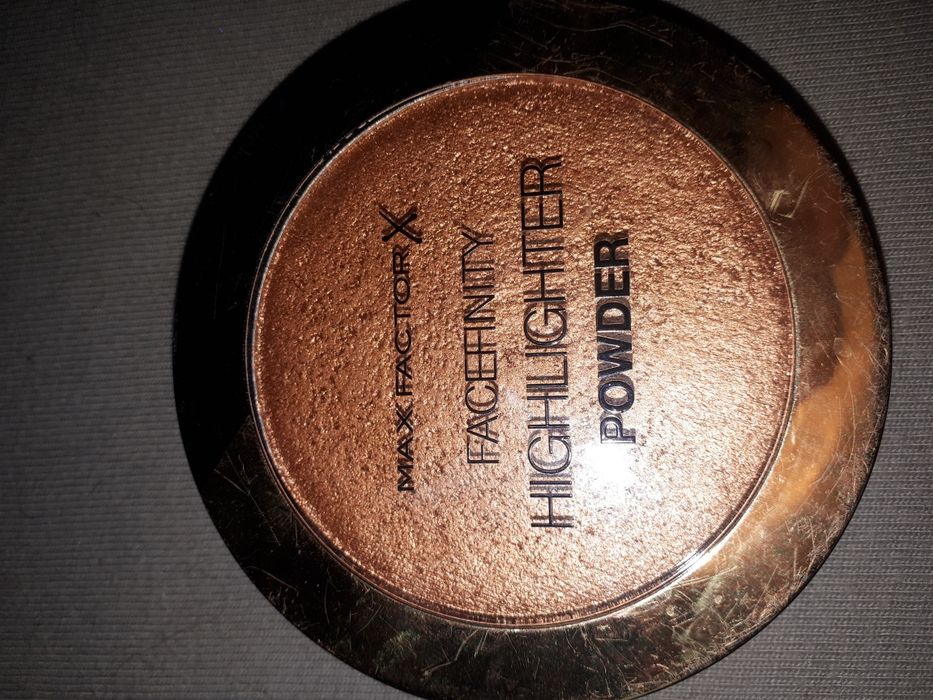 MAX FACTOR X
FACEFINITY
HIGHLIGHTER
POWDER